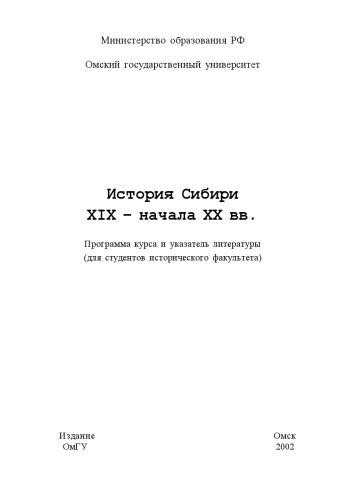 Министерство образования РФ
Омский государственный университет
История Сибири
XIX – начала XX вв.
Программа курса и указатель литературы
(для студентов исторического факультета)
Издание Омск
ОмГУ 2002